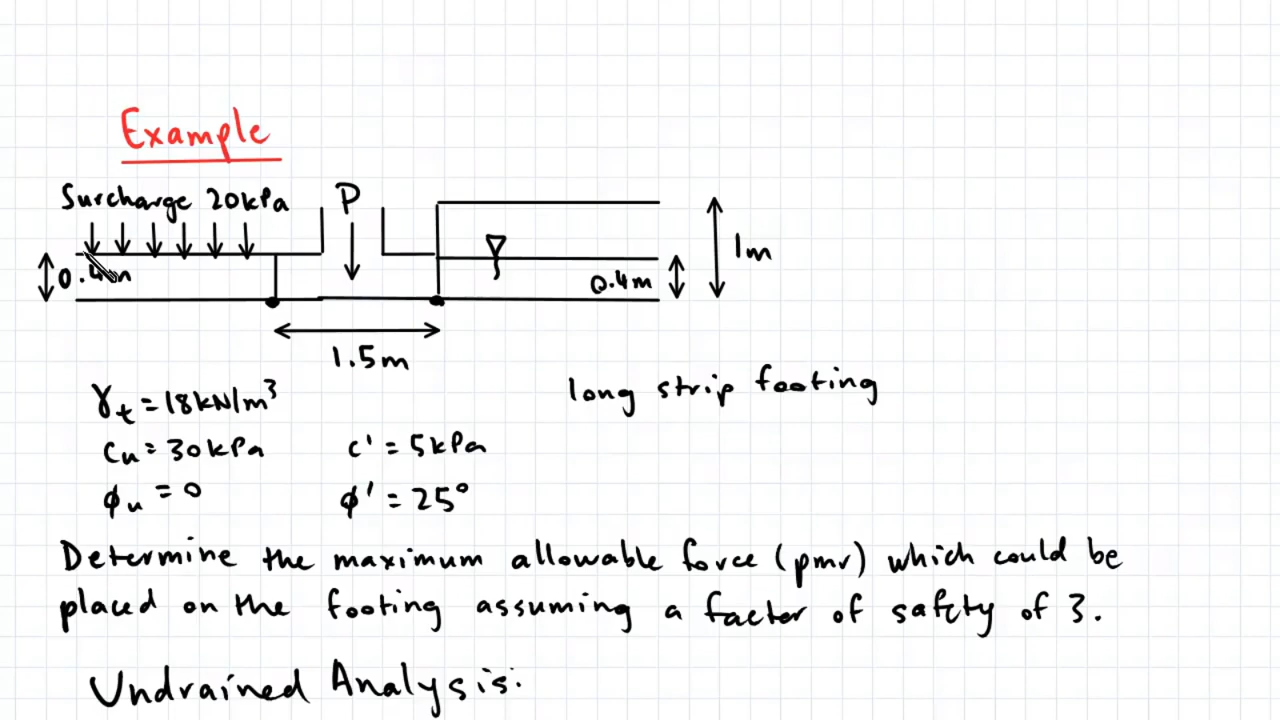 Example
Surcharge 20kPa
P
0.4m
0.4m
1m
1.5m
long strip footing
γt = 18kN/m³
cu = 30kPa c' = 5kPa
ϕu = 0 ϕ' = 25°
Determine the maximum allowable force (pmr) which could be
placed on the footing assuming a factor of safety of 3.
Undrained Analysis: